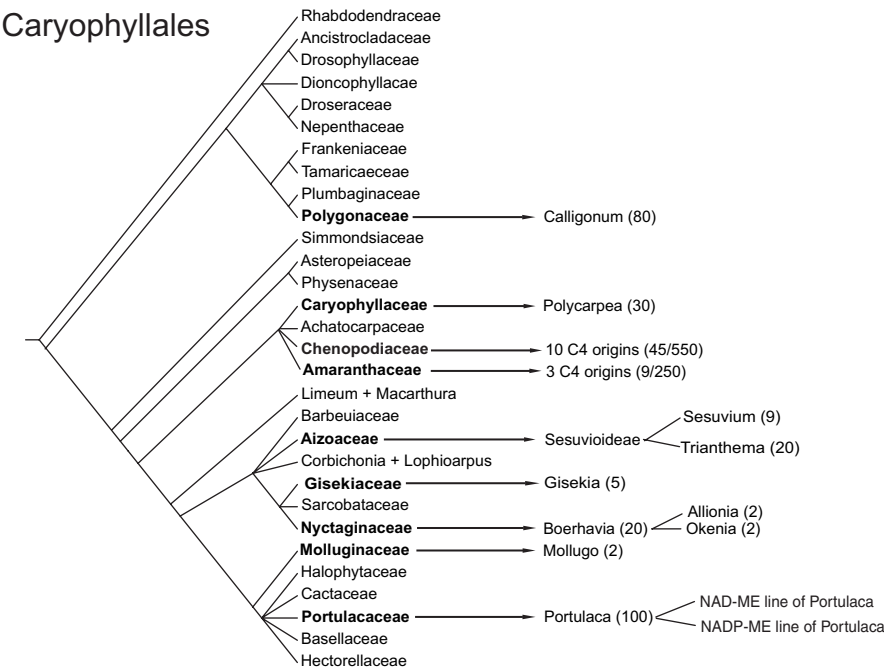 Caryophyllales
Rhabdodendraceae
Ancistrocladaceae
Drosophyllaceae
Dioncophyllacae
Droseraceae
Nepenthaceae
Frankeniaceae
Tamaricaeceae
Plumbaginaceae
Polygonaceae Calligonum (80)
Simmondsiaceae
Asteropeiaceae
Physenaceae
Caryophyllaceae Polycarpea (30)
Achatocarpaceae
Chenopodiaceae 10 C4 origins (45/550)
Amaranthaceae 3 C4 origins (9/250)
Limeum + Macarthura
Barbeuiaceae
Sesuvium (9)
Aizoaceae Sesuvioideae
Trianthema (20)
Corbichonia + Lophioarpus
Gisekiaceae Gisekia (5)
Sarcobataceae
Allionia (2)
Nyctaginaceae Boerhavia (20) Okenia (2)
Molluginaceae Mollugo (2)
Halophytaceae
Cactaceae
NAD-ME line of Portulaca
Portulacaceae Portulaca (100)
NADP-ME line of Portulaca
Basellaceae
Hectorellaceae